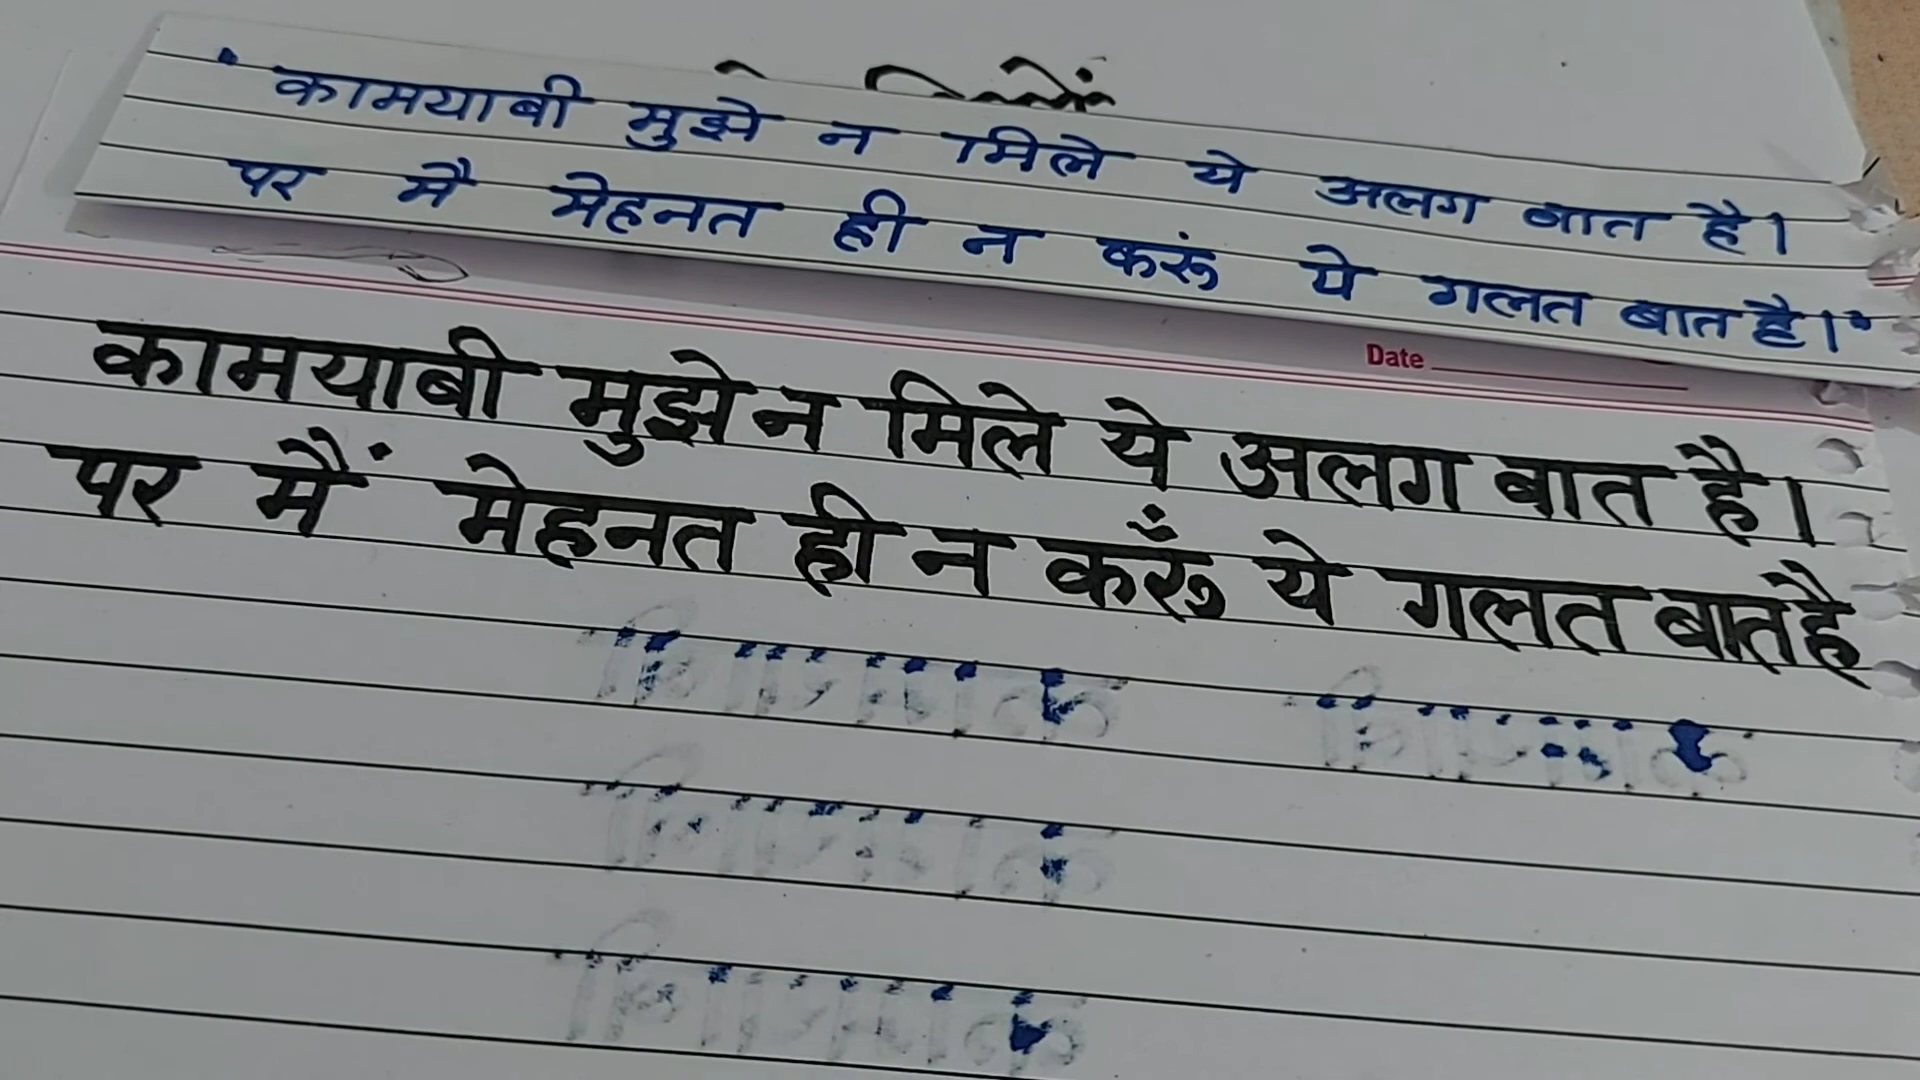 "कामयाबी मुझे न मिले ये अलग बात है।
पर मै मेहनत ही न करूं ये गलत बात है।"
Date
कामयाबी मुझे न मिले ये अलग बात है।
पर मैं मेहनत ही न करूँ ये गलत बात है